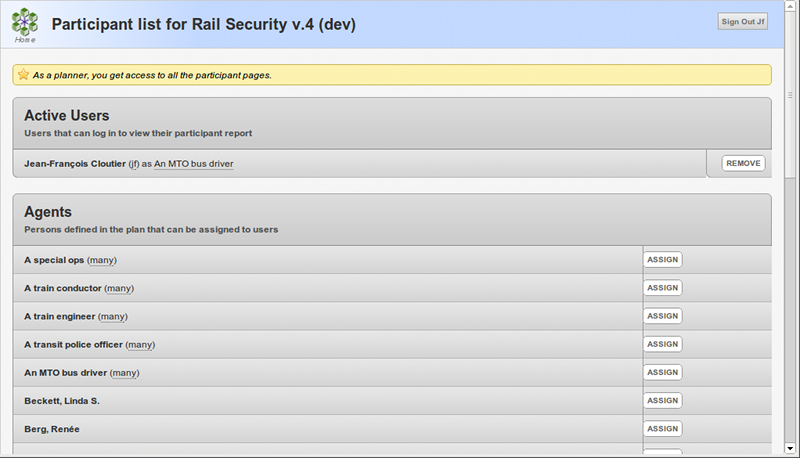 Home
Participant list for Rail Security v.4 (dev)
Sign Out Jf
As a planner, you get access to all the participant pages.
Active Users
Users that can log in to view their participant report
Jean-François Cloutier (jf) as An MTO bus driver
REMOVE
Agents
Persons defined in the plan that can be assigned to users
A special ops (many)
ASSIGN
A train conductor (many)
ASSIGN
A train engineer (many)
ASSIGN
A transit police officer (many)
ASSIGN
An MTO bus driver (many)
ASSIGN
Beckett, Linda S.
ASSIGN
Berg, Renée
ASSIGN